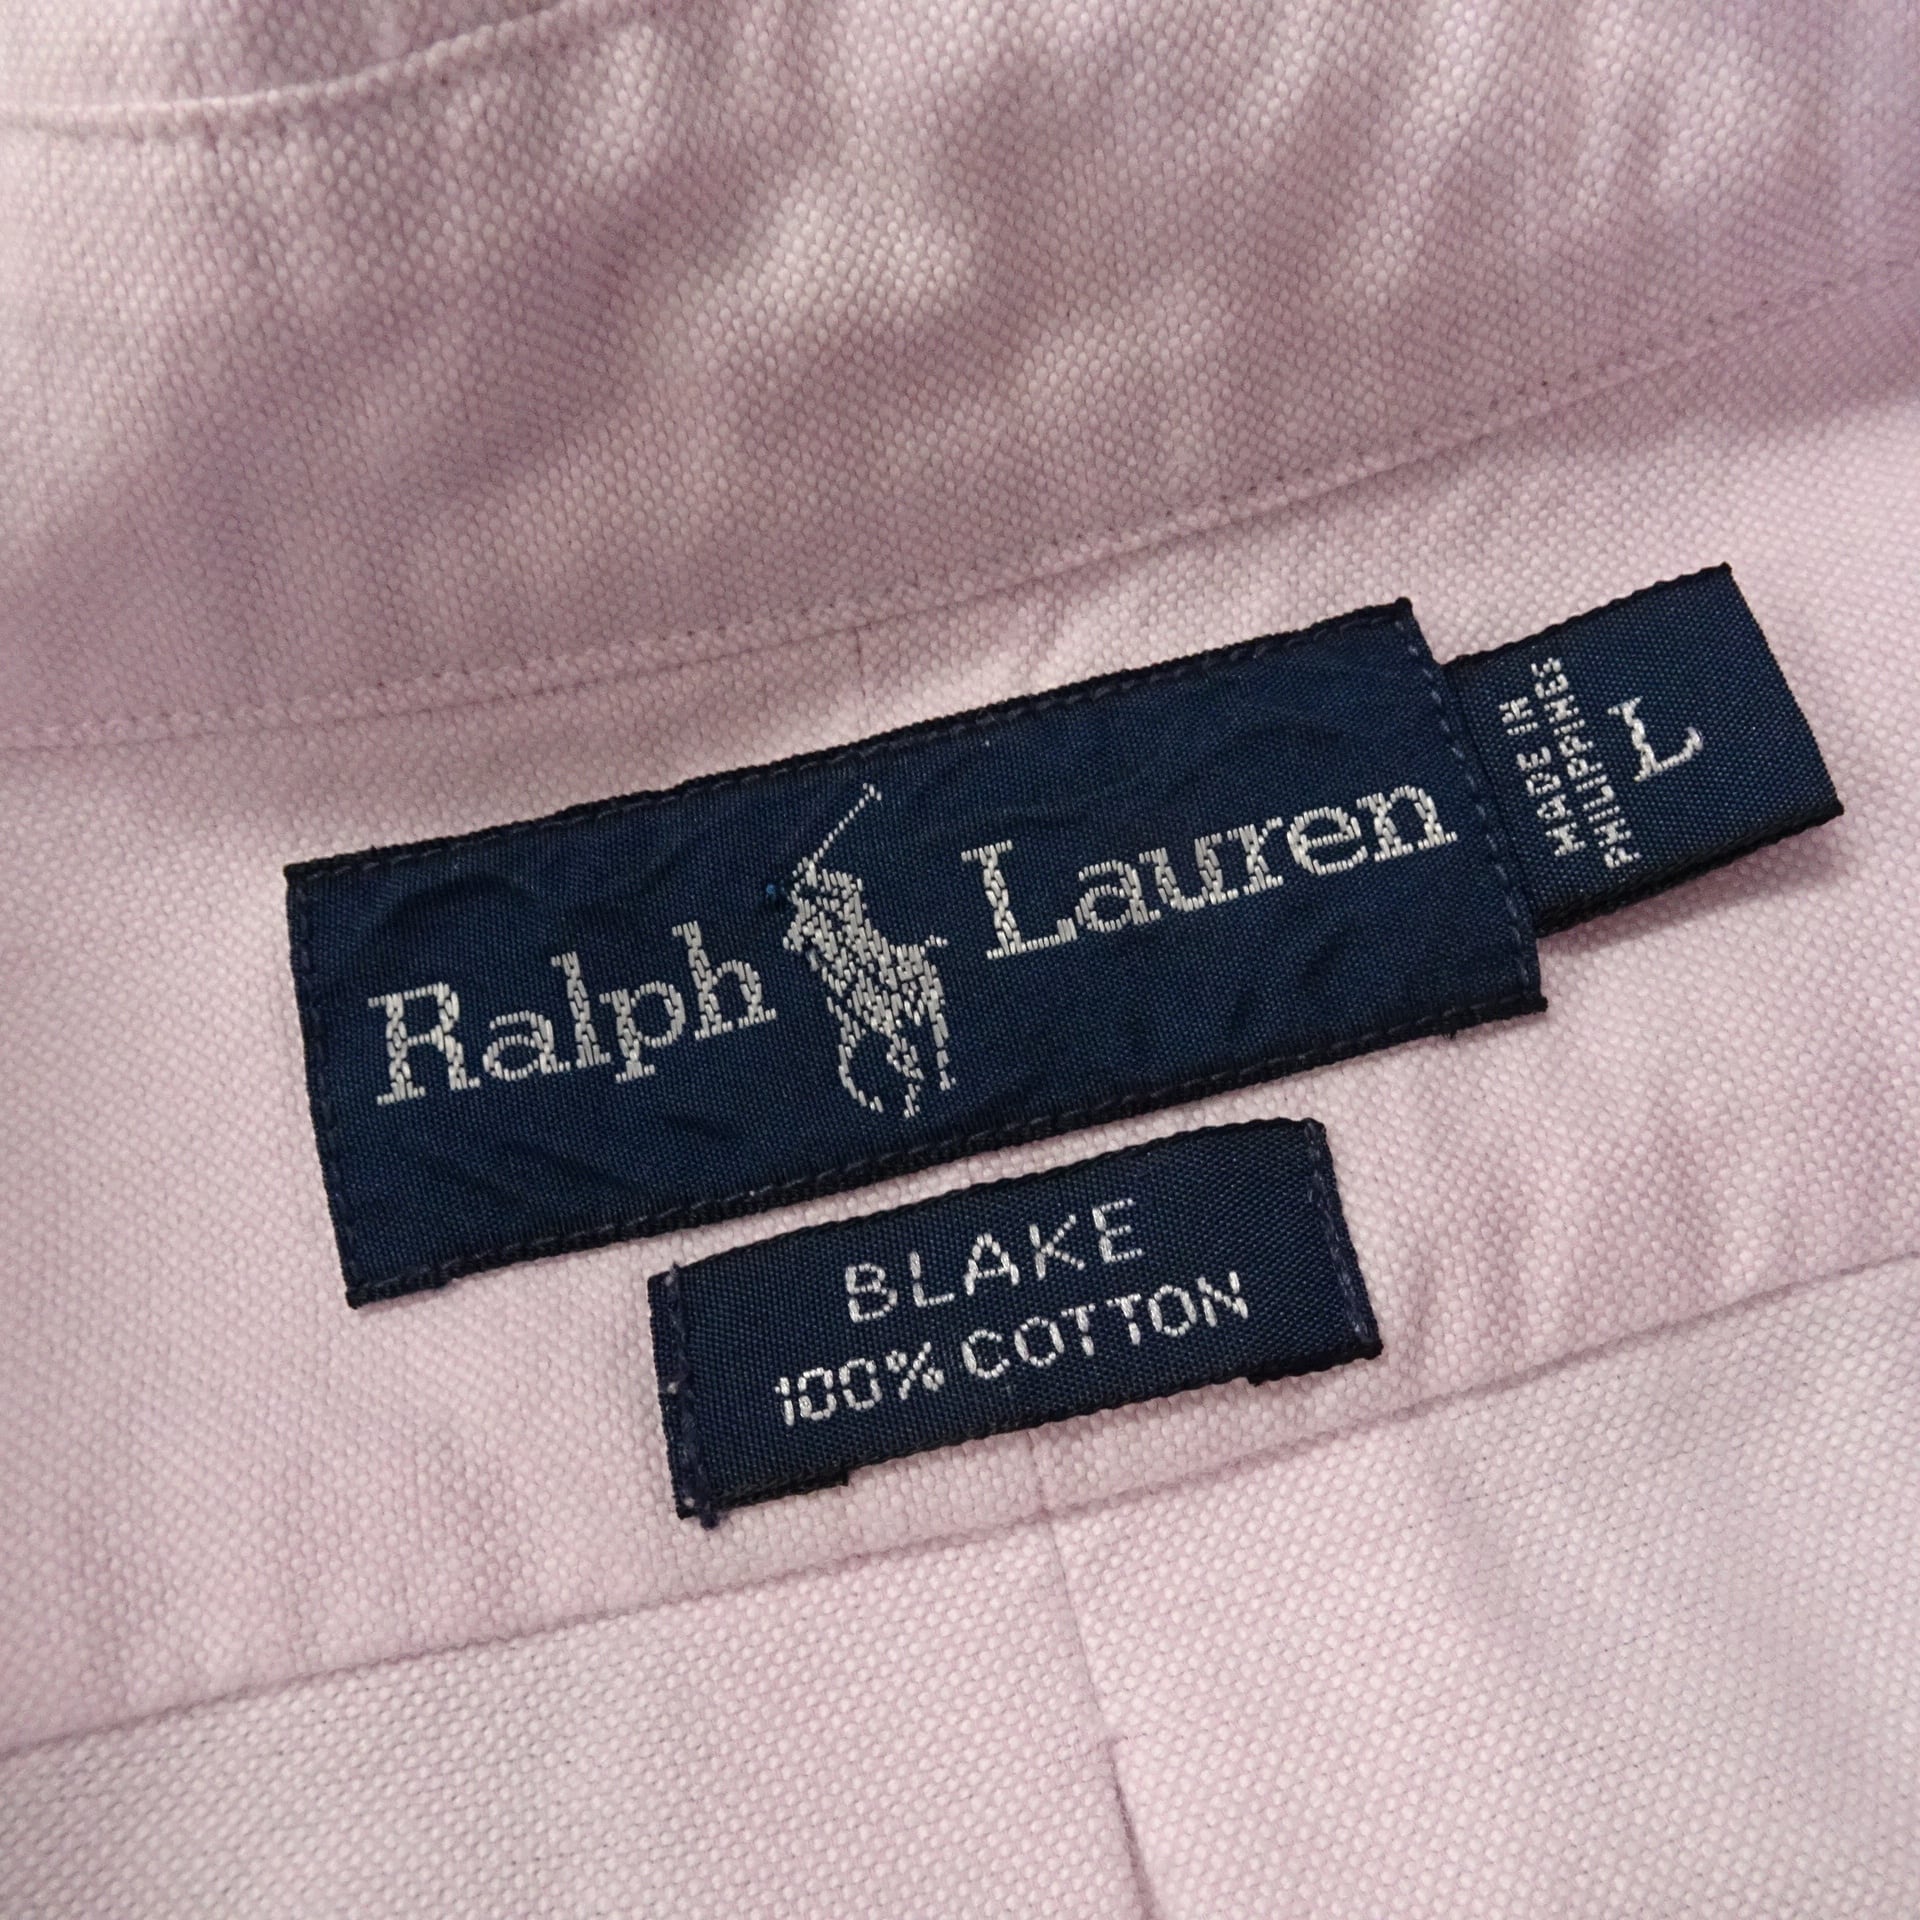 Ralph Lauren
MADE IN
PHILIPPINES
L
BLAKE
100% COTTON